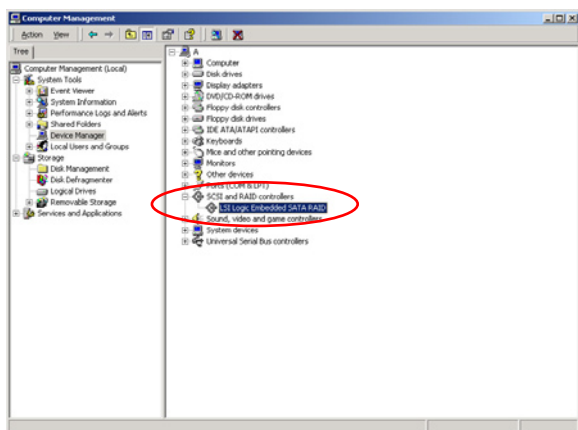 Computer Management
Action View
Tree
Computer Management (Local)
System Tools
Event Viewer
System Information
Performance Logs and Alerts
Shared Folders
Device Manager
Local Users and Groups
Storage
Disk Management
Disk Defragmenter
Logical Drives
Removable Storage
Services and Applications
A
Computer
Disk drives
Display adapters
DVD/CD-ROM drives
Floppy disk controllers
Floppy disk drives
IDE ATA/ATAPI controllers
Keyboards
Mice and other pointing devices
Monitors
Other devices
Ports (COM & LPT)
SCSI and RAID controllers
LSI Logic Embedded SATA RAID
Sound, video and game controllers
System devices
Universal Serial Bus controllers